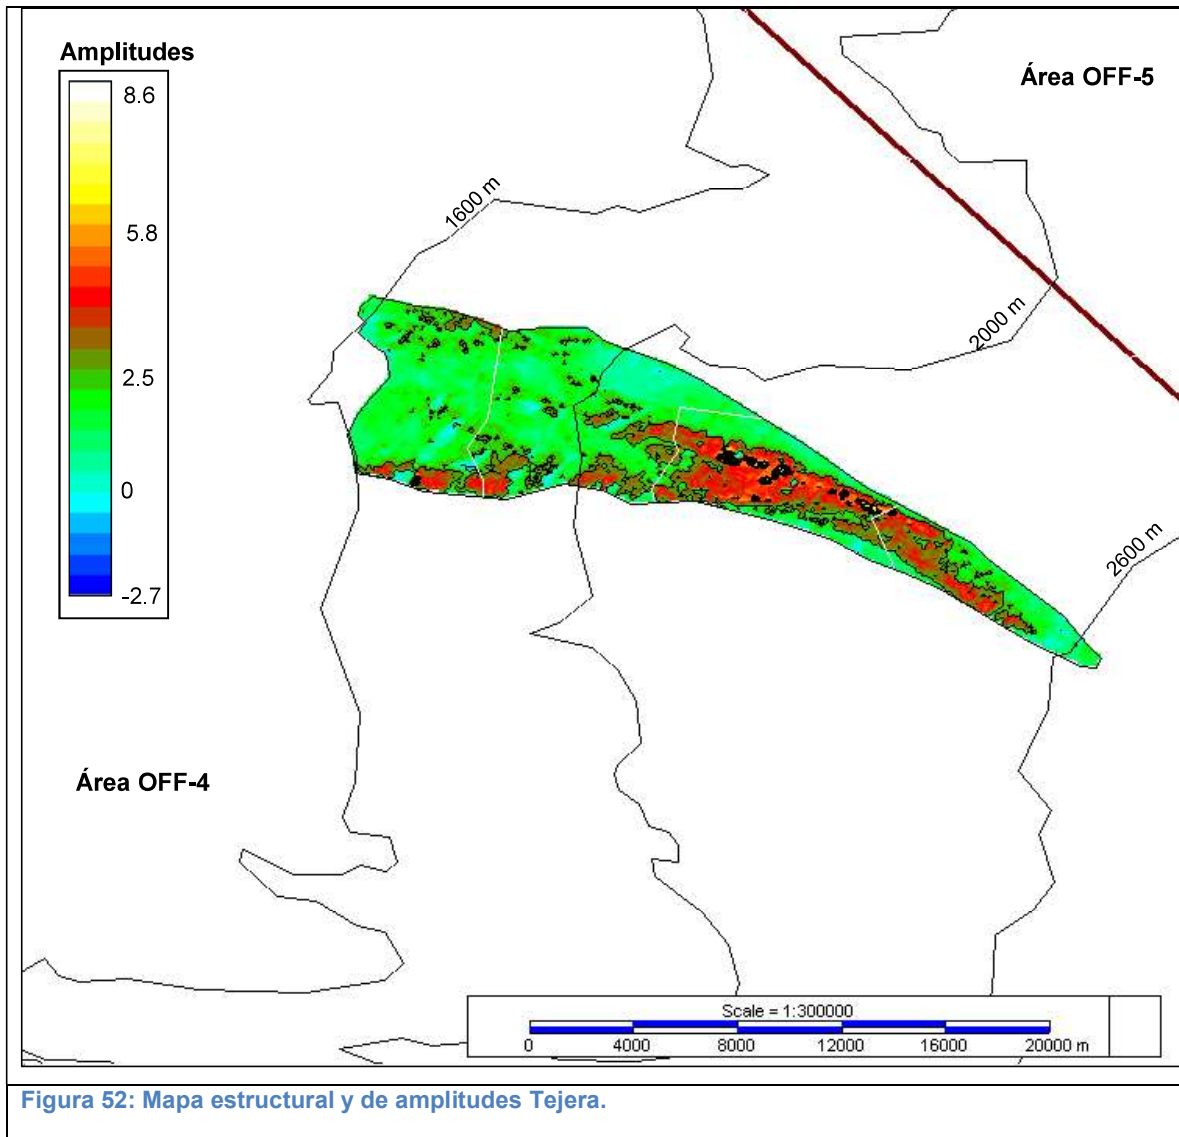 Amplitudes
8.6
5.8
2.5
0
-2.7
Área OFF-5
1600 m
2000 m
2600 m
Área OFF-4
Scale = 1:300000
0 4000 8000 12000 16000 20000 m
Figura 52: Mapa estructural y de amplitudes Tejera.